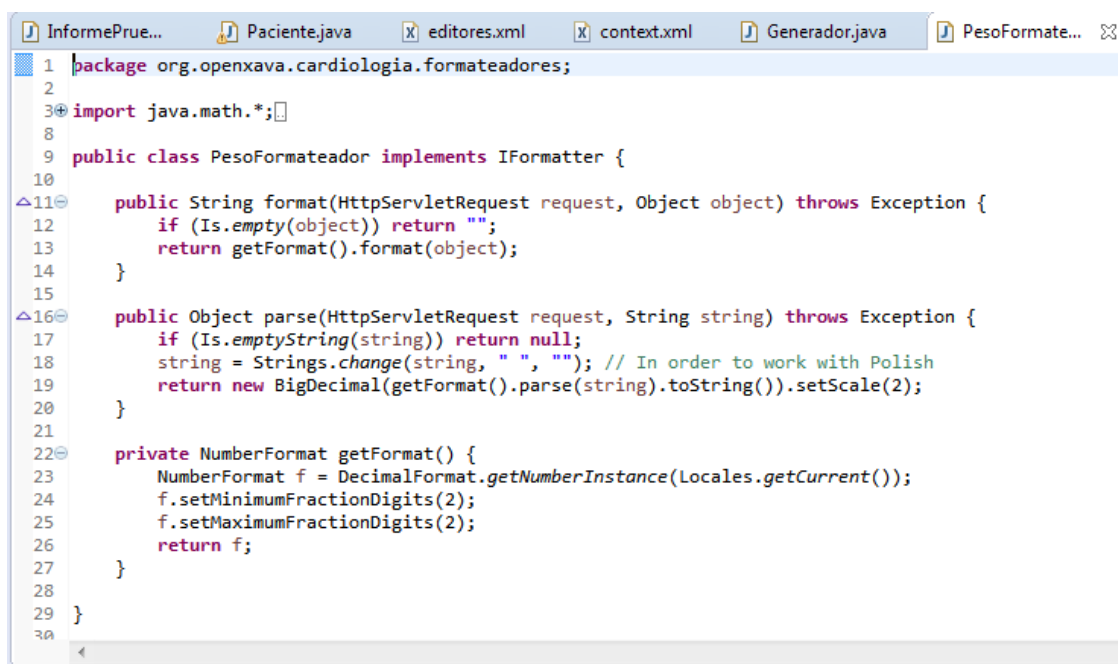 InformePrue... Paciente.java editores.xml context.xml Generador.java PesoFormate...
1 package org.openxava.cardiologia.formateadores;
2
3 import java.math.*;
8
9 public class PesoFormateador implements IFormatter {
10
11 public String format(HttpServletRequest request, Object object) throws Exception {
12 if (Is.empty(object)) return "";
13 return getFormat().format(object);
14 }
15
16 public Object parse(HttpServletRequest request, String string) throws Exception {
17 if (Is.emptyString(string)) return null;
18 string = Strings.change(string, " ", ""); // In order to work with Polish
19 return new BigDecimal(getFormat().parse(string).toString()).setScale(2);
20 }
21
22 private NumberFormat getFormat() {
23 NumberFormat f = DecimalFormat.getNumberInstance(Locales.getCurrent());
24 f.setMinimumFractionDigits(2);
25 f.setMaximumFractionDigits(2);
26 return f;
27 }
28
29 }
30